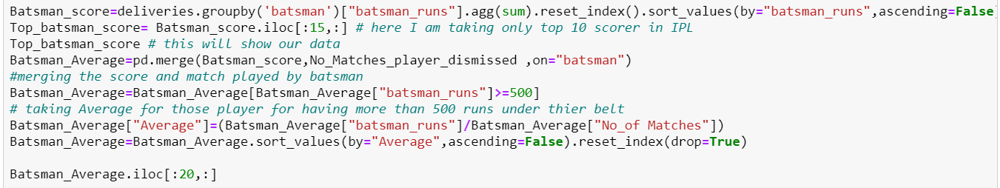 Batsman_score=deliveries.groupby('batsman')["batsman_runs"].agg(sum).reset_index().sort_values(by="batsman_runs",ascending=False
Top_batsman_score= Batsman_score.iloc[:15,:] # here I am taking only top 10 scorer in IPL
Top_batsman_score # this will show our data
Batsman_Average=pd.merge(Batsman_score,No_Matches_player_dismissed ,on="batsman")
#merging the score and match played by batsman
Batsman_Average=Batsman_Average[Batsman_Average["batsman_runs"]>=500]
# taking Average for those player for having more than 500 runs under thier belt
Batsman_Average["Average"]=(Batsman_Average["batsman_runs"]/Batsman_Average["No_of Matches"])
Batsman_Average=Batsman_Average.sort_values(by="Average",ascending=False).reset_index(drop=True)
Batsman_Average.iloc[:20,:]